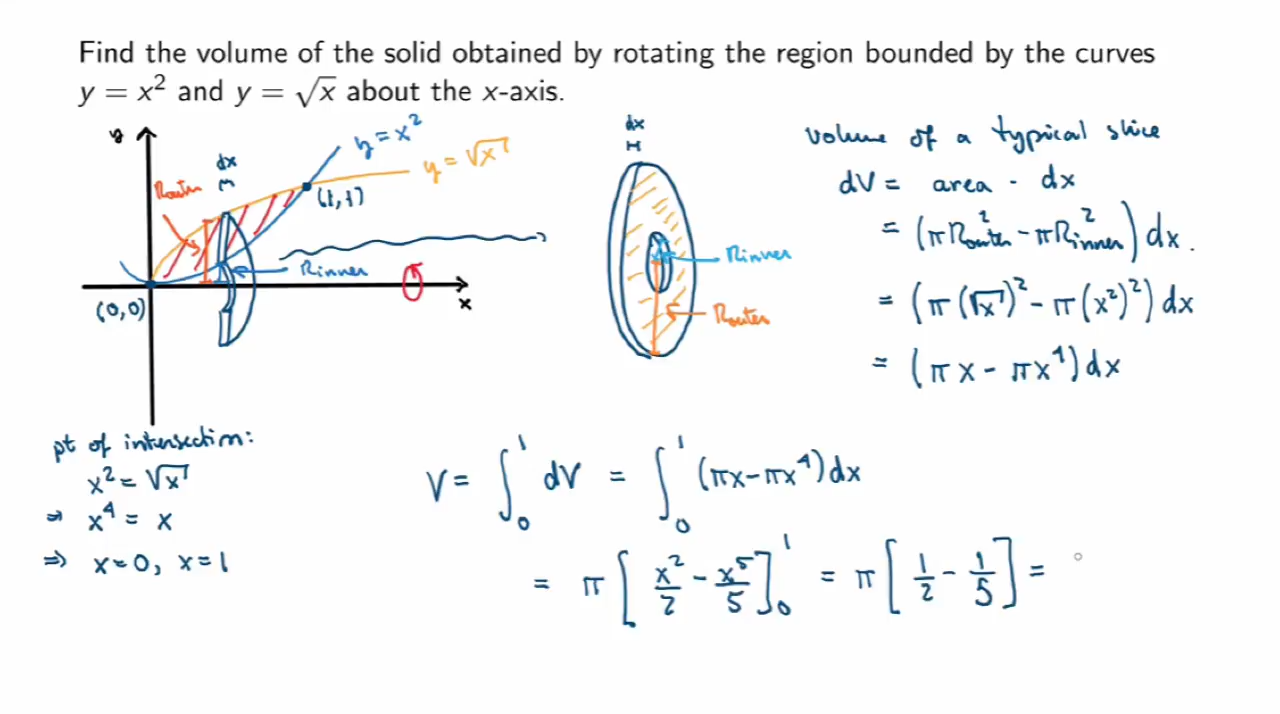 Find the volume of the solid obtained by rotating the region bounded by the curves
y = x² and y = √x about the x-axis.
y
dx
y = x²
y = √x
Router
(1,1)
Rinner
(0,0)
x
dx
Rinner
Router
volume of a typical slice
dV = area · dx
= (πRouter² − πRinner²) dx.
= (π(√x)² − π(x²)²) dx
= (πx − πx⁴) dx
pt of intersection:
x² = √x
⇒ x⁴ = x
⇒ x=0, x=1
V = ∫₀¹ dV = ∫₀¹ (πx−πx⁴) dx
= π [x²/2 − x⁵/5]₀¹ = π [1/2 − 1/5] =